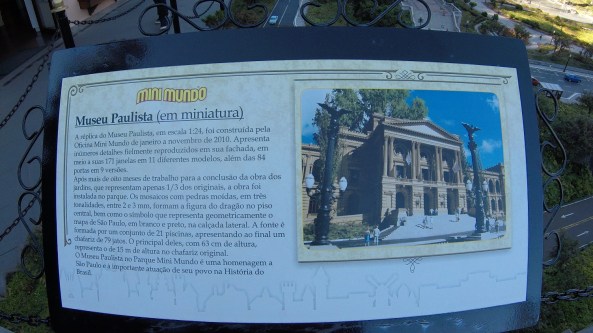 MINI MUNDO
Museu Paulista (em miniatura)
A réplica do Museu Paulista, em escala 1:24, foi construída pela
Oficina Mini Mundo de janeiro a novembro de 2010. Apresenta
inúmeros detalhes fielmente reproduzidos em sua fachada, em
meio a suas 171 janelas em 11 diferentes modelos, além das 84
portas em 9 versões.
Após mais de oito meses de trabalho para a conclusão da obra dos
jardins, que representam apenas 1/3 dos originais, a obra foi
instalada no parque. Os mosaicos com pedras moídas, em três
tonalidades, entre 2 e 3 mm, formam a figura do dragão no piso
central, bem como o símbolo que representa geometricamente o
mapa de São Paulo, em branco e preto, na calçada lateral. A fonte é
formada por um conjunto de 21 piscinas, apresentando ao final um
chafariz de 79 jatos. O principal deles, com 63 cm de altura,
representa o de 15 m de altura no chafariz original.
O Museu Paulista no Parque Mini Mundo é uma homenagem a
São Paulo e a importante atuação de seu povo na História do
Brasil.